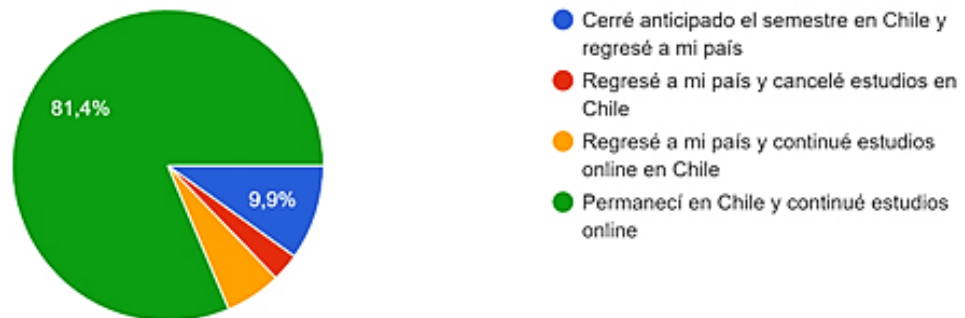 81,4%
9,9%
Cerré anticipado el semestre en Chile y
regresé a mi país
Regresé a mi país y cancelé estudios en
Chile
Regresé a mi país y continué estudios
online en Chile
Permanecí en Chile y continué estudios
online